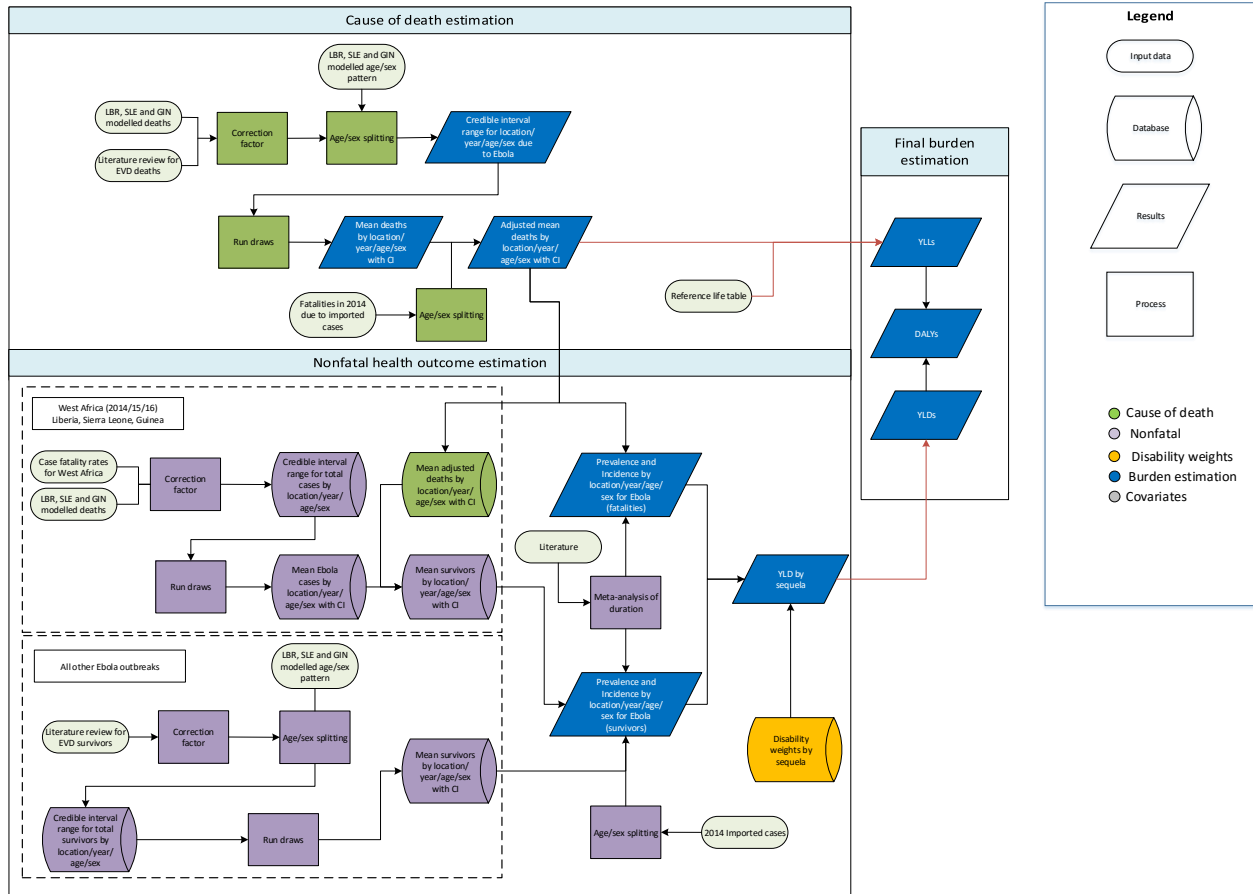 Cause of death estimation
LBR, SLE and GIN
modelled age/sex
pattern
LBR, SLE and GIN
modelled deaths
Literature review for
EVD deaths
Correction
factor
Age/sex splitting
Credible interval
range for location/
year/age/sex due
to Ebola
Run draws
Mean deaths
by location/
year/age/sex
with CI
Adjusted mean
deaths by
location/year/
age/sex with CI
Fatalities in 2014
due to imported
cases
Age/sex splitting
Reference life table
Final burden
estimation
YLLs
DALYs
YLDs
Nonfatal health outcome estimation
West Africa (2014/15/16)
Liberia, Sierra Leone, Guinea
Case fatality rates
for West Africa
LBR, SLE and GIN
modelled deaths
Correction
factor
Credible interval
range for total
cases by
location/year/
age/sex
Mean adjusted
deaths by
location/year/
age/sex with CI
Run draws
Mean Ebola
cases by
location/year/
age/sex with CI
Mean survivors
by location/
year/age/sex
with CI
Prevalence and
Incidence by
location/year/age/
sex for Ebola
(fatalities)
Literature
Meta-analysis of
duration
YLD by
sequela
Prevalence and
Incidence by
location/year/age/
sex for Ebola
(survivors)
Disability
weights by
sequela
All other Ebola outbreaks
LBR, SLE and GIN
modelled age/sex
pattern
Literature review for
EVD survivors
Correction
factor
Age/sex splitting
Mean survivors
by location/
year/age/sex
with CI
Credible interval
range for total
survivors by
location/year/
age/sex
Run draws
Age/sex splitting
2014 Imported cases
Legend
Input data
Database
Results
Process
Cause of death
Nonfatal
Disability weights
Burden estimation
Covariates